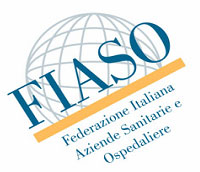 FIASO
Federazione Italiana
Aziende Sanitarie e
Ospedaliere